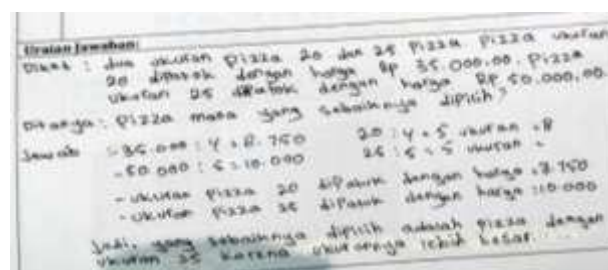 Uraian Jawaban:
Diket : dua ukuran pizza 20 dan 25 pizza pizza ukuran
20 dipatok dengan harga Rp 35.000,00. pizza
ukuran 25 dipatok dengan harga Rp 50.000,00.
Ditanya: pizza mana yang sebaiknya dipilih?
Jawab - 35.000 : 4 = 8.750 20 : 4 = 5 ukuran =
- 50.000 : 5 = 10.000 25 : 5 = 5 ukuran =
- ukuran pizza 20 dipatok dengan harga = 8.750
- ukuran pizza 25 dipatok dengan harga = 10.000
Jadi, yang sebaiknya dipilih adalah pizza dengan
ukuran 25 karena ukurannya lebih besar.